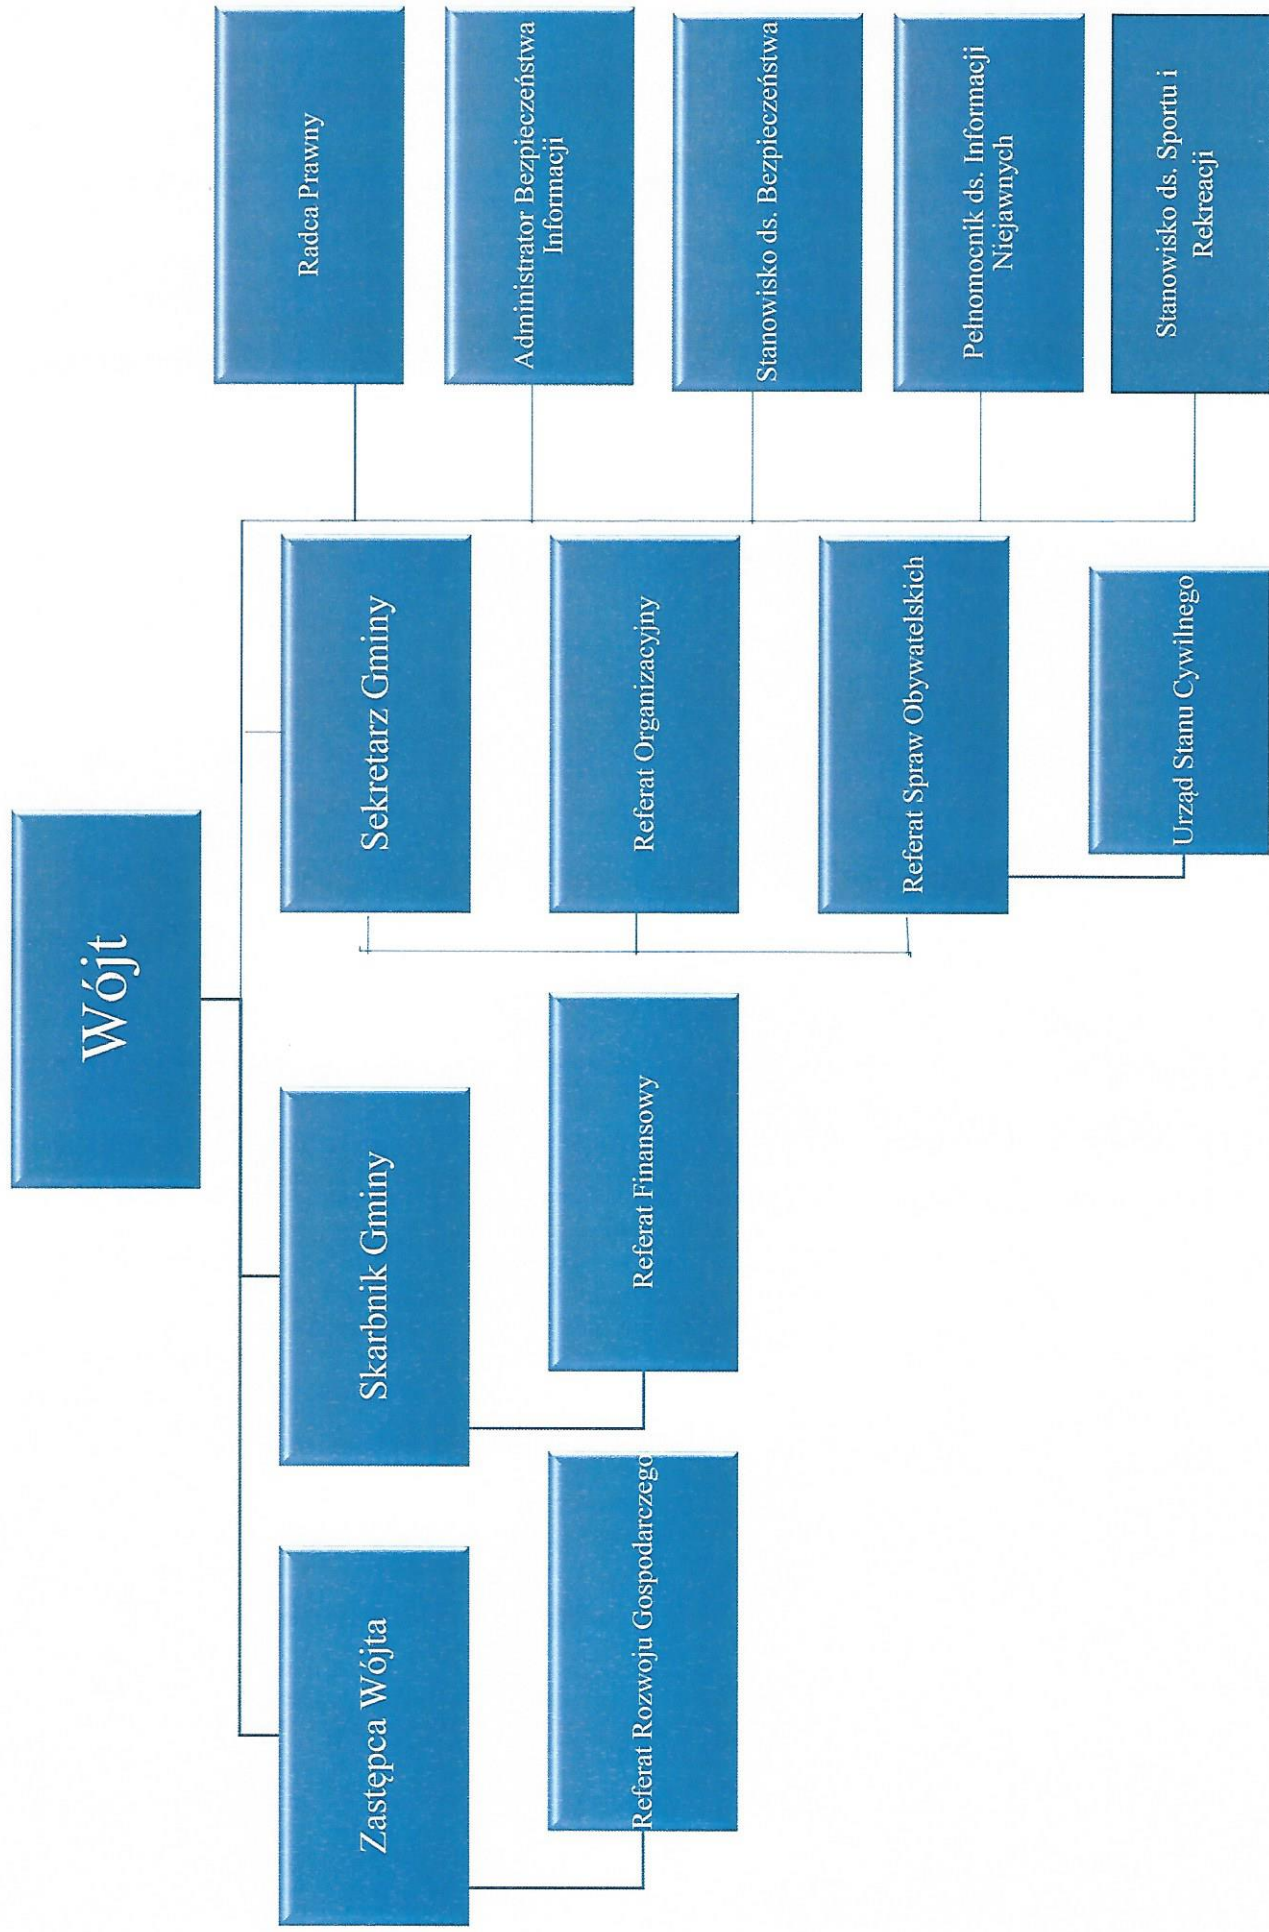 Wójt
Zastępca Wójta
Skarbnik Gminy
Sekretarz Gminy
Radca Prawny
Referat Rozwoju Gospodarczego
Referat Finansowy
Referat Organizacyjny
Administrator Bezpieczeństwa
Informacji
Referat Spraw Obywatelskich
Stanowisko ds. Bezpieczeństwa
Urząd Stanu Cywilnego
Pełnomocnik ds. Informacji
Niejawnych
Stanowisko ds. Sportu i
Rekreacji